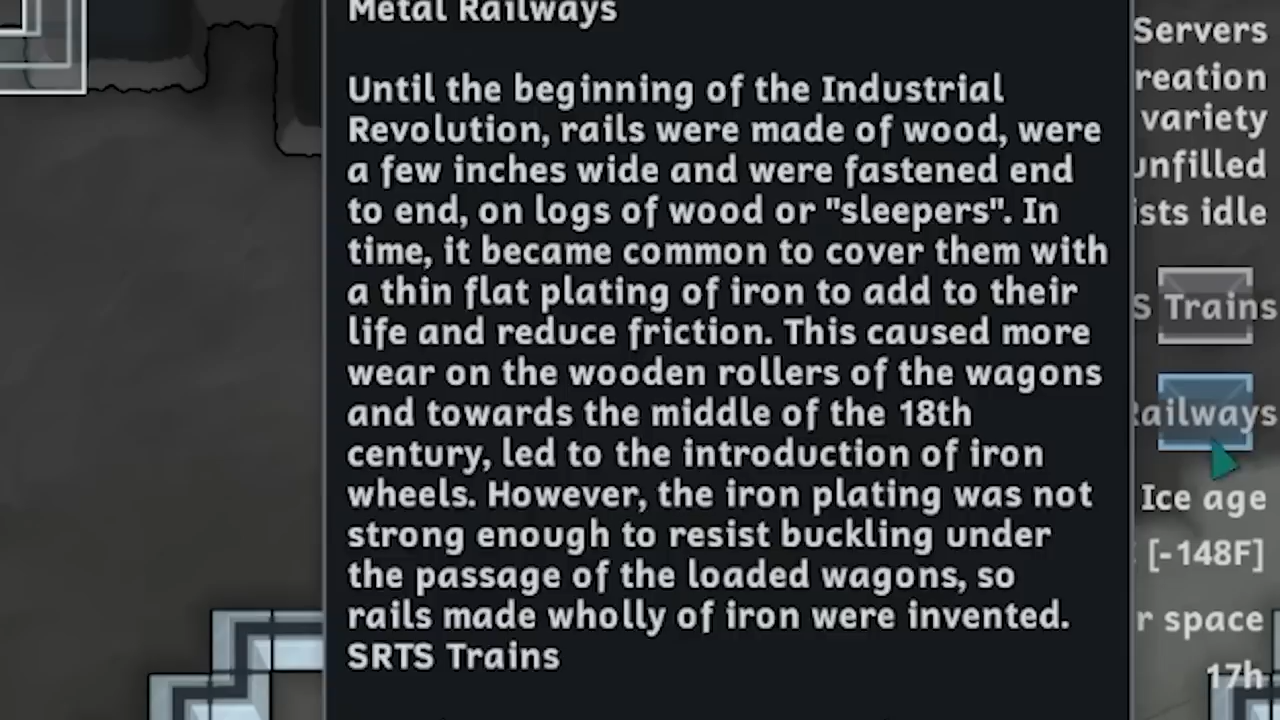 Metal Railways
Until the beginning of the Industrial
Revolution, rails were made of wood, were
a few inches wide and were fastened end
to end, on logs of wood or "sleepers". In
time, it became common to cover them with
a thin flat plating of iron to add to their
life and reduce friction. This caused more
wear on the wooden rollers of the wagons
and towards the middle of the 18th
century, led to the introduction of iron
wheels. However, the iron plating was not
strong enough to resist buckling under
the passage of the loaded wagons, so
rails made wholly of iron were invented.
SRTS Trains
Servers
reation
variety
unfilled
ists idle
S Trains
Railways
Ice age
[-148F]
r space
17h